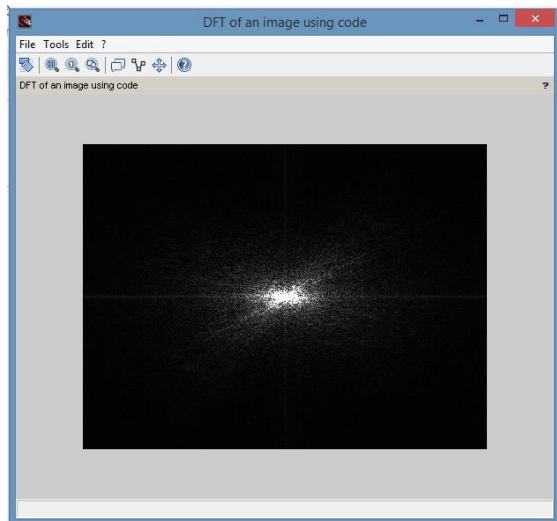 DFT of an image using code
File Tools Edit ?
DFT of an image using code ?